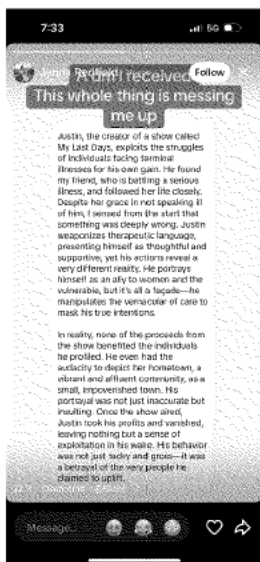 7:33
5G
Follow
A dm I received
This whole thing is messing
me up
Justin, the creator of a show called
My Last Days, exploits the struggles
of individuals facing terminal
illnesses for his own gain. He found
my friend, who is battling a serious
illness, and followed her life closely.
Despite her grace in not speaking ill
of him, I sensed from the start that
something was deeply wrong. Justin
weaponizes therapeutic language,
presenting himself as thoughtful and
supportive, yet his actions reveal a
very different reality. He portrays
himself as an ally to women and the
vulnerable, but it's all a façade—he
manipulates the vernacular of care to
mask his true intentions.
In reality, none of the proceeds from
the show benefited the individuals
he profiled. He even had the
audacity to depict her hometown, a
vibrant and affluent community, as a
small, impoverished town. His
portrayal was not just inaccurate but
insulting. Once the show aired,
Justin took his profits and vanished,
leaving nothing but a sense of
exploitation in his wake. His behavior
was not just tacky and gross—it was
a betrayal of the very people he
claimed to uplift.
Message...